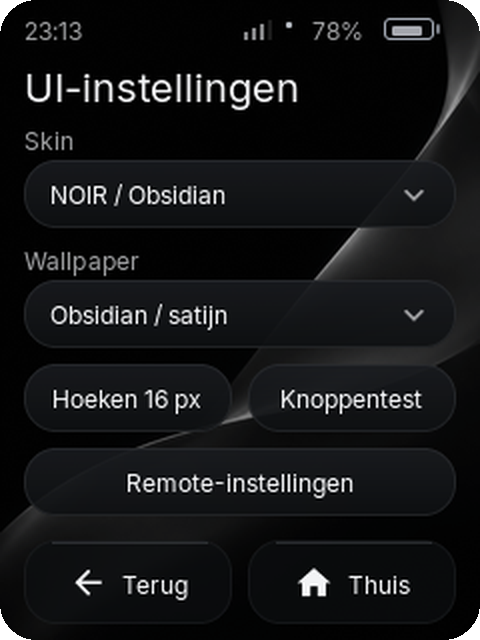 23:13 78%
UI-instellingen
Skin
NOIR / Obsidian
Wallpaper
Obsidian / satijn
Hoeken 16 px Knoppentest
Remote-instellingen
Terug Thuis